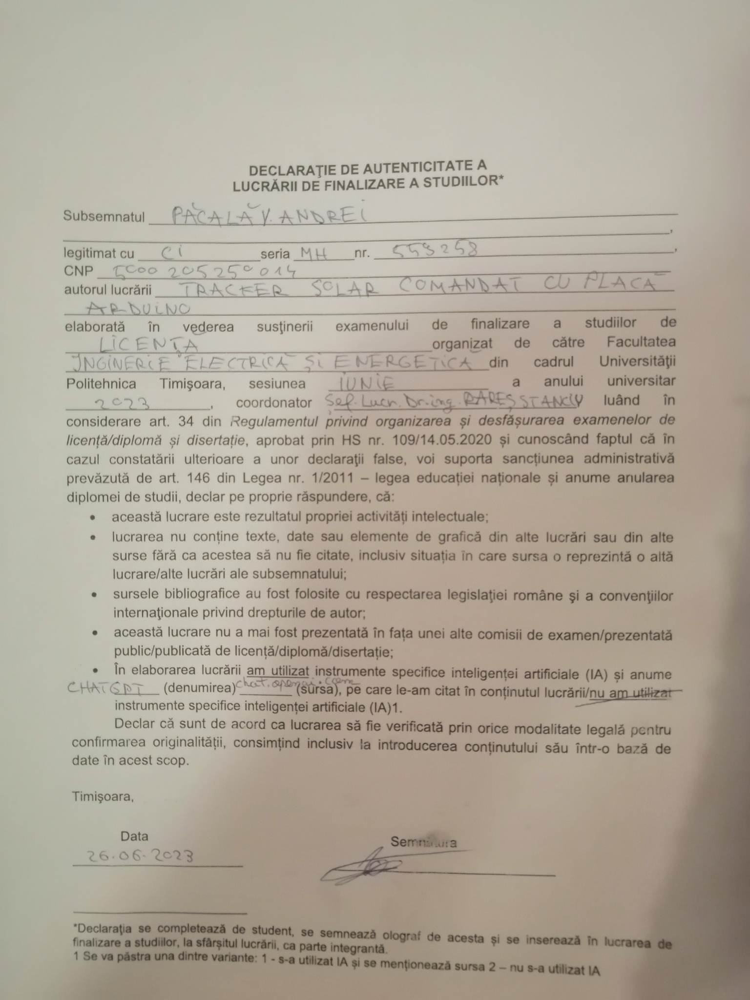 DECLARAŢIE DE AUTENTICITATE A
LUCRĂRII DE FINALIZARE A STUDIILOR*
Subsemnatul PĂCALĂ V. ANDREI
,
legitimat cu CI seria MH nr. 559258,
CNP 5000205250014
autorul lucrării TRACKER SOLAR COMANDAT CU PLACĂ
ARDUINO
elaborată în vederea susţinerii examenului de finalizare a studiilor de
LICENȚA organizat de către Facultatea
INGINERIE ELECTRICĂ ȘI ENERGETICĂ din cadrul Universităţii
Politehnica Timişoara, sesiunea IUNIE a anului universitar
2023, coordonator Șef. Lucr. Dr. ing. RAREȘ STANCIU luând în
considerare art. 34 din Regulamentul privind organizarea și desfășurarea examenelor de
licență/diplomă și disertație, aprobat prin HS nr. 109/14.05.2020 și cunoscând faptul că în
cazul constatării ulterioare a unor declaraţii false, voi suporta sancțiunea administrativă
prevăzută de art. 146 din Legea nr. 1/2011 – legea educației naționale și anume anularea
diplomei de studii, declar pe proprie răspundere, că:
• această lucrare este rezultatul propriei activități intelectuale;
• lucrarea nu conține texte, date sau elemente de grafică din alte lucrări sau din alte
surse fără ca acestea să nu fie citate, inclusiv situația în care sursa o reprezintă o altă
lucrare/alte lucrări ale subsemnatului;
• sursele bibliografice au fost folosite cu respectarea legislaţiei române şi a convenţiilor
internaţionale privind drepturile de autor;
• această lucrare nu a mai fost prezentată în fața unei alte comisii de examen/prezentată
public/publicată de licență/diplomă/disertație;
• În elaborarea lucrării am utilizat instrumente specifice inteligenței artificiale (IA) și anume
CHATGPT (denumirea) chat.openai.com (sursa), pe care le-am citat în conținutul lucrării/nu am utilizat
instrumente specifice inteligenței artificiale (IA)1.
Declar că sunt de acord ca lucrarea să fie verificată prin orice modalitate legală pentru
confirmarea originalității, consimțind inclusiv la introducerea conținutului său într-o bază de
date în acest scop.
Timişoara,
Data Semnătura
26.06.2023
*Declaraţia se completează de student, se semnează olograf de acesta și se inserează în lucrarea de
finalizare a studiilor, la sfârșitul lucrării, ca parte integrantă.
1 Se va păstra una dintre variante: 1 - s-a utilizat IA și se menționează sursa 2 – nu s-a utilizat IA